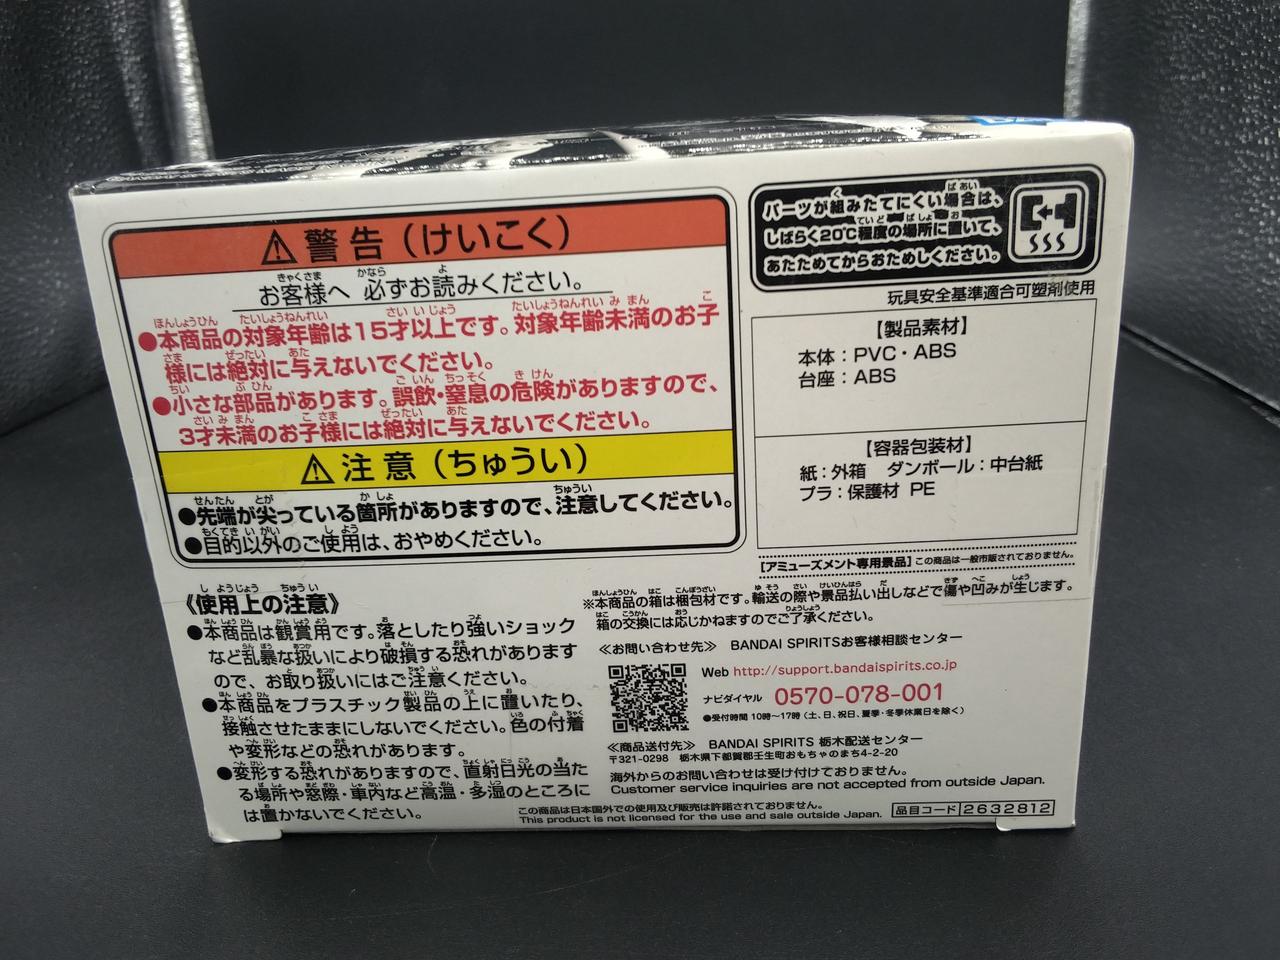 ⚠警告（けいこく）
お客様へ 必ずお読みください。
●本商品の対象年齢は15才以上です。対象年齢未満のお子
様には絶対に与えないでください。
●小さな部品があります。誤飲・窒息の危険がありますので、
3才未満のお子様には絶対に与えないでください。
⚠注意（ちゅうい）
●先端が尖っている箇所がありますので、注意してください。
●目的以外のご使用は、おやめください。
パーツが組みたてにくい場合は、
しばらく20℃程度の場所に置いて、
あたためてからおためしください。
玩具安全基準適合可塑剤使用
【製品素材】
本体：PVC・ABS
台座：ABS
【容器包装材】
紙：外箱 ダンボール：中台紙
プラ：保護材 PE
【アミューズメント専用景品】この商品は一般市販されておりません。
《使用上の注意》
●本商品は観賞用です。落としたり強いショック
など乱暴な扱いにより破損する恐れがあります
ので、お取り扱いにはご注意ください。
●本商品をプラスチック製品の上に置いたり、
接触させたままにしないでください。色の付着
や変形などの恐れがあります。
●変形する恐れがありますので、直射日光の当た
る場所や窓際・車内など高温・多湿のところに
は置かないでください。
※本商品の箱は梱包材です。輸送の際や景品払い出しなどで傷や凹みが生じます。
箱の交換には応じかねますのでご了承ください。
≪お問い合わせ先≫ BANDAI SPIRITSお客様相談センター
Web http://support.bandaispirits.co.jp
ナビダイヤル 0570-078-001
●受付時間 10時～17時（土、日、祝日、夏季・冬季休業日を除く）
≪商品送付先≫ BANDAI SPIRITS 栃木配送センター
〒321-0298 栃木県下都賀郡壬生町おもちゃのまち4-2-20
海外からのお問い合わせは受け付けておりません。
Customer service inquiries are not accepted from outside Japan.
この商品は日本国外での使用及び販売は許諾されておりません。
This product is not licensed for the use and sale outside Japan.
品目コード 2632812